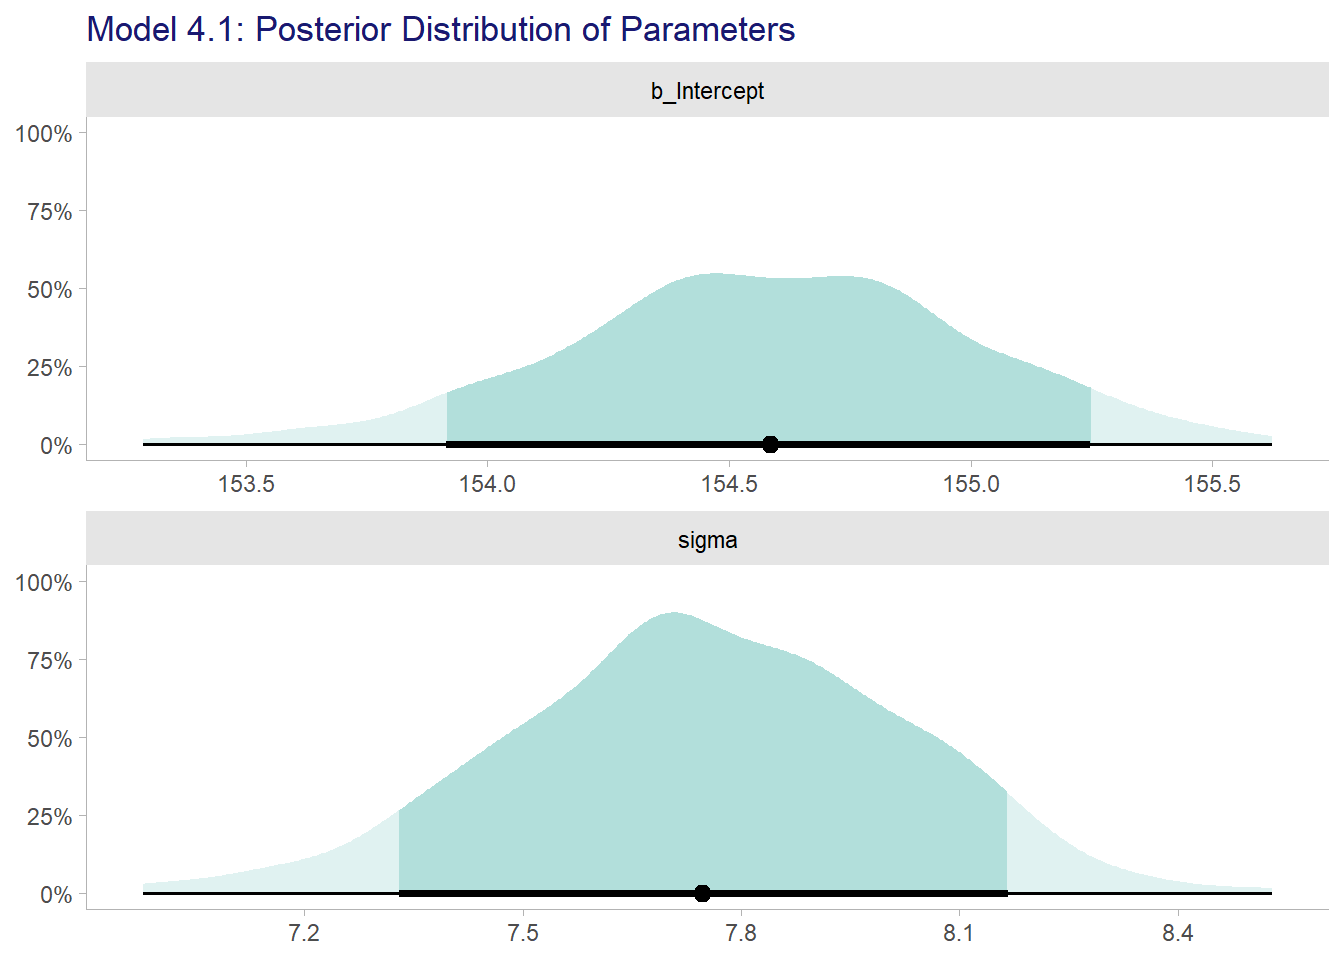 Model 4.1: Posterior Distribution of Parameters
b_Intercept
100%
75%
50%
25%
0%
153.5 154.0 154.5 155.0 155.5
sigma
100%
75%
50%
25%
0%
7.2 7.5 7.8 8.1 8.4